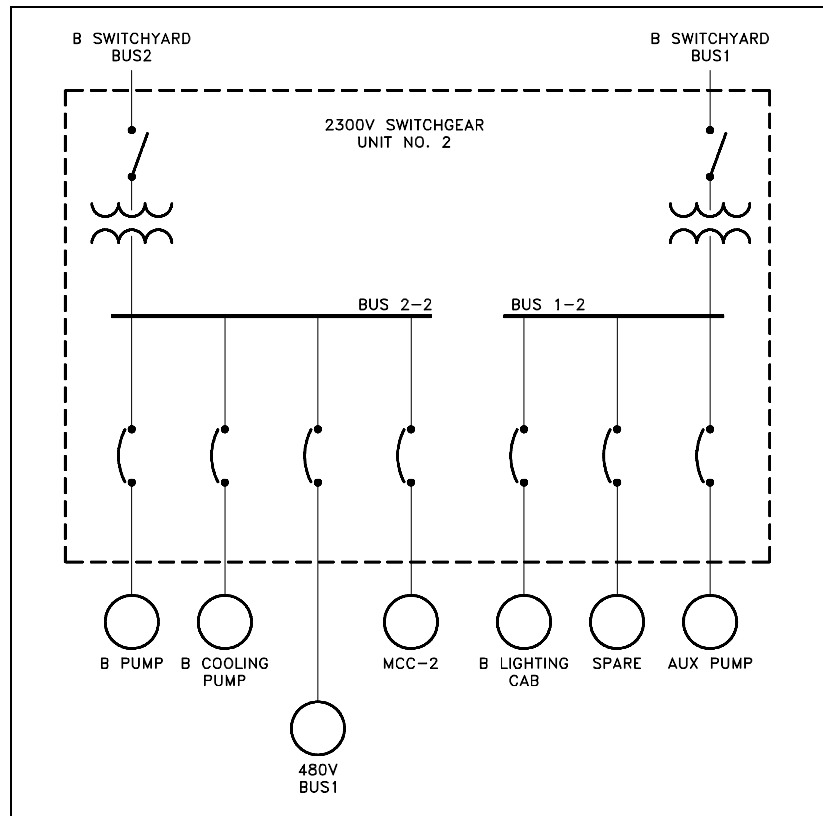 B SWITCHYARD
BUS2
B SWITCHYARD
BUS1
2300V SWITCHGEAR
UNIT NO. 2
BUS 2-2
BUS 1-2
B PUMP
B COOLING
PUMP
MCC-2
B LIGHTING
CAB
SPARE
AUX PUMP
480V
BUS1